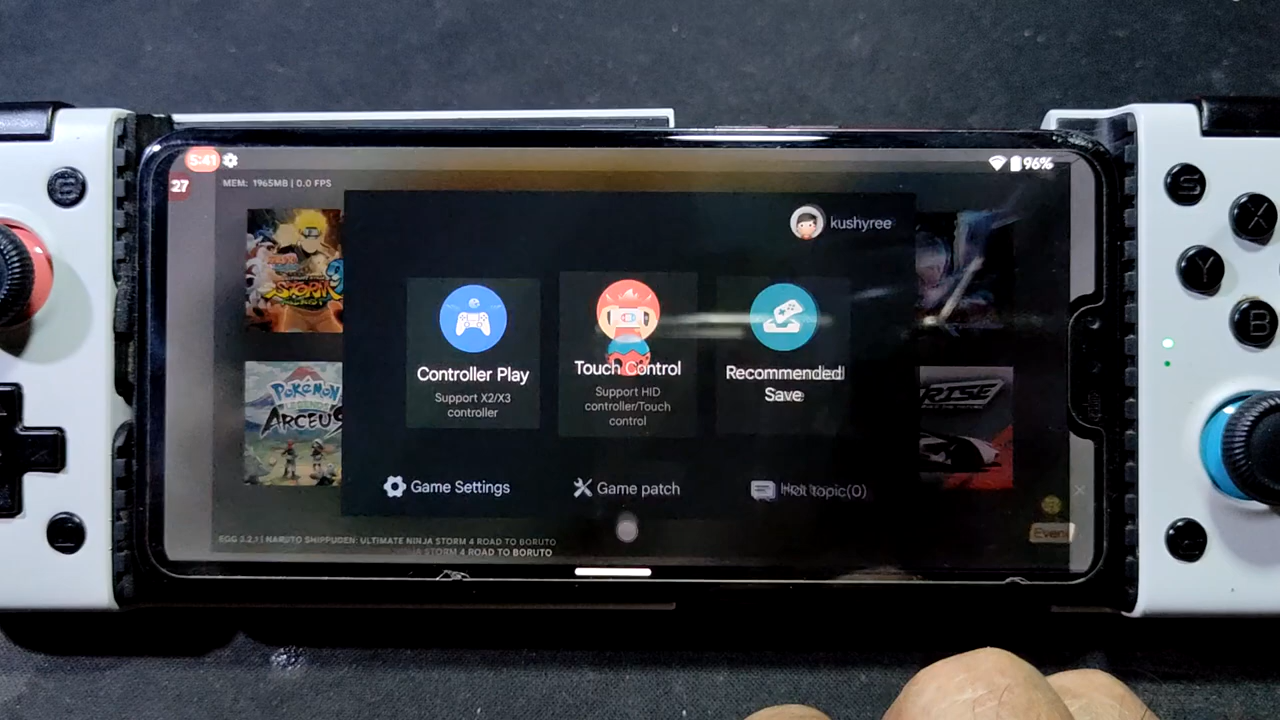 5:41
96%
27
MEM: 1965MB | 0.0 FPS
kushyree
STORM
Controller Play
Support X2/X3
controller
Touch Control
Support HID
controller/Touch
control
Recommended
Save
POKÉMON
ARCEUS
RISE
Game Settings
Game patch
Hot topic(0)
Event
EGG 3.2.1 | NARUTO SHIPPUDEN: ULTIMATE NINJA STORM 4 ROAD TO BORUTO
STORM 4 ROAD TO BORUTO
S
X
Y
B